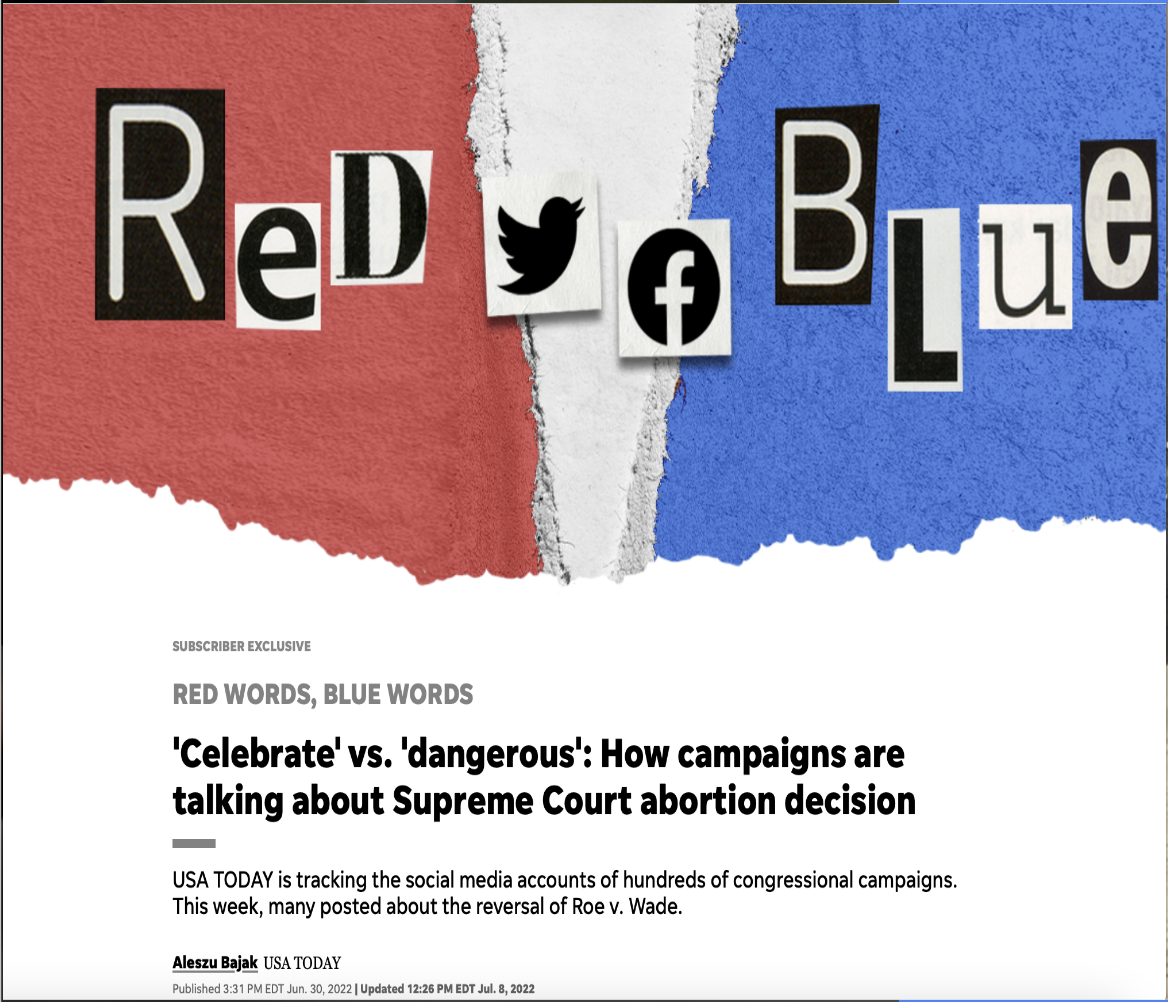 ReD BLue
SUBSCRIBER EXCLUSIVE
RED WORDS, BLUE WORDS
'Celebrate' vs. 'dangerous': How campaigns are
talking about Supreme Court abortion decision
USA TODAY is tracking the social media accounts of hundreds of congressional campaigns.
This week, many posted about the reversal of Roe v. Wade.
Aleszu Bajak USA TODAY
Published 3:31 PM EDT Jun. 30, 2022 | Updated 12:26 PM EDT Jul. 8, 2022